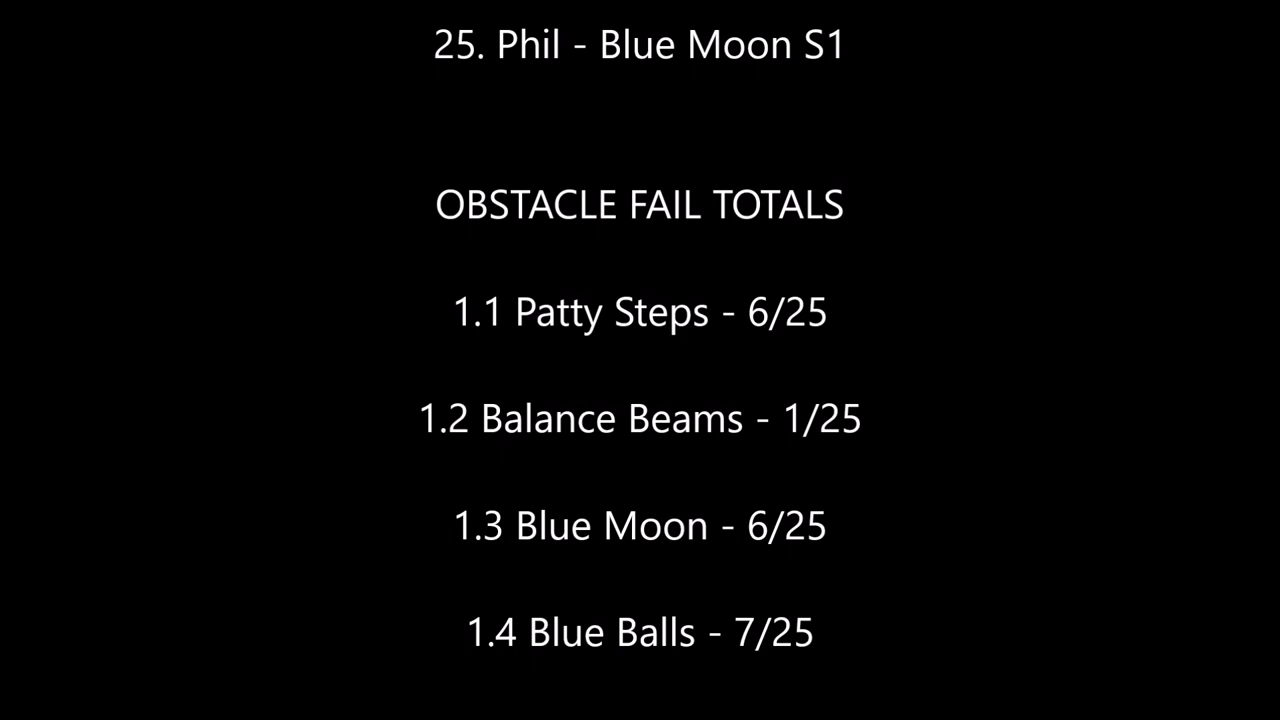 25. Phil - Blue Moon S1
OBSTACLE FAIL TOTALS
1.1 Patty Steps - 6/25
1.2 Balance Beams - 1/25
1.3 Blue Moon - 6/25
1.4 Blue Balls - 7/25